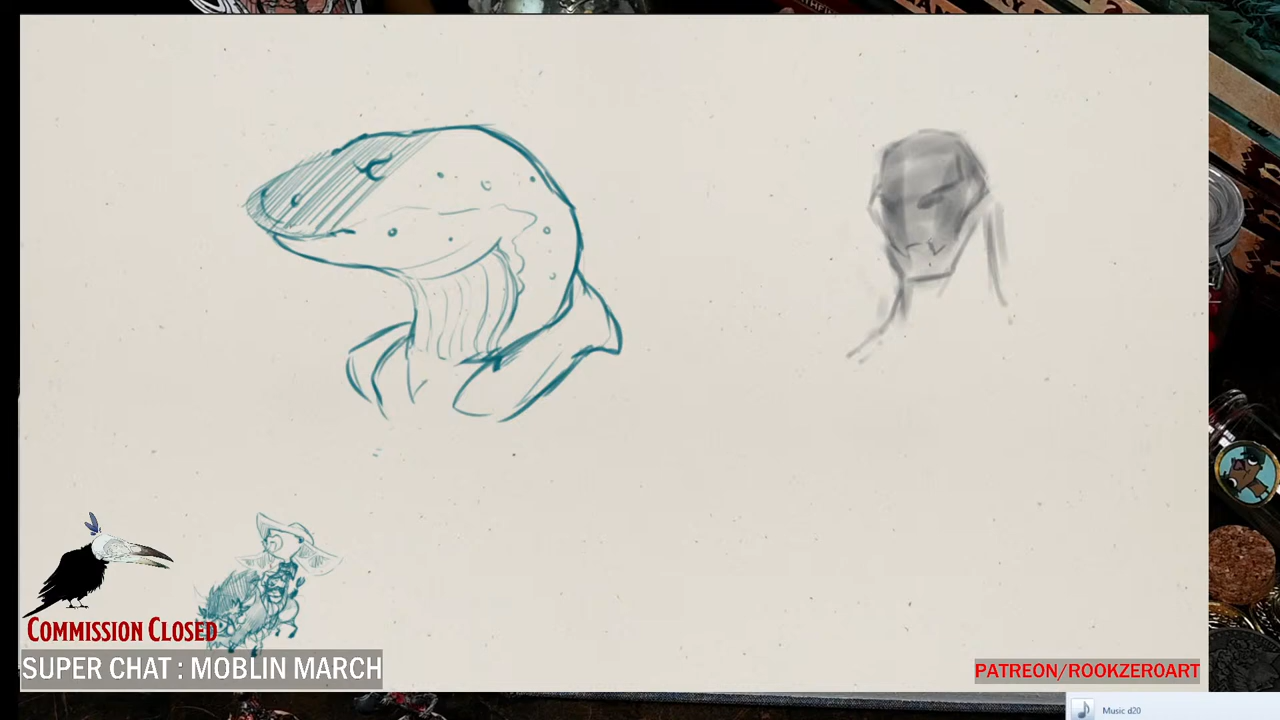 COMMISSION CLOSED
SUPER CHAT : MOBLIN MARCH
PATREON/ROOKZEROART
Music d20